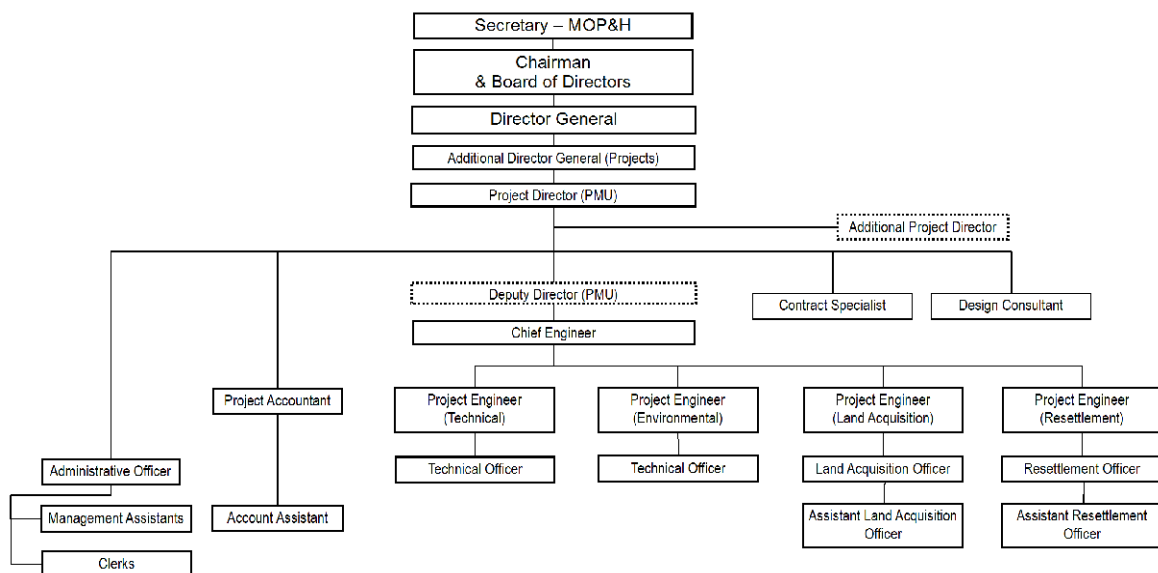 Secretary – MOP&H
Chairman
& Board of Directors
Director General
Additional Director General (Projects)
Project Director (PMU)
Additional Project Director
Deputy Director (PMU)
Contract Specialist
Design Consultant
Chief Engineer
Project Accountant
Project Engineer
(Technical)
Project Engineer
(Environmental)
Project Engineer
(Land Acquisition)
Project Engineer
(Resettlement)
Administrative Officer
Technical Officer
Technical Officer
Land Acquisition Officer
Resettlement Officer
Management Assistants
Account Assistant
Assistant Land Acquisition
Officer
Assistant Resettlement
Officer
Clerks